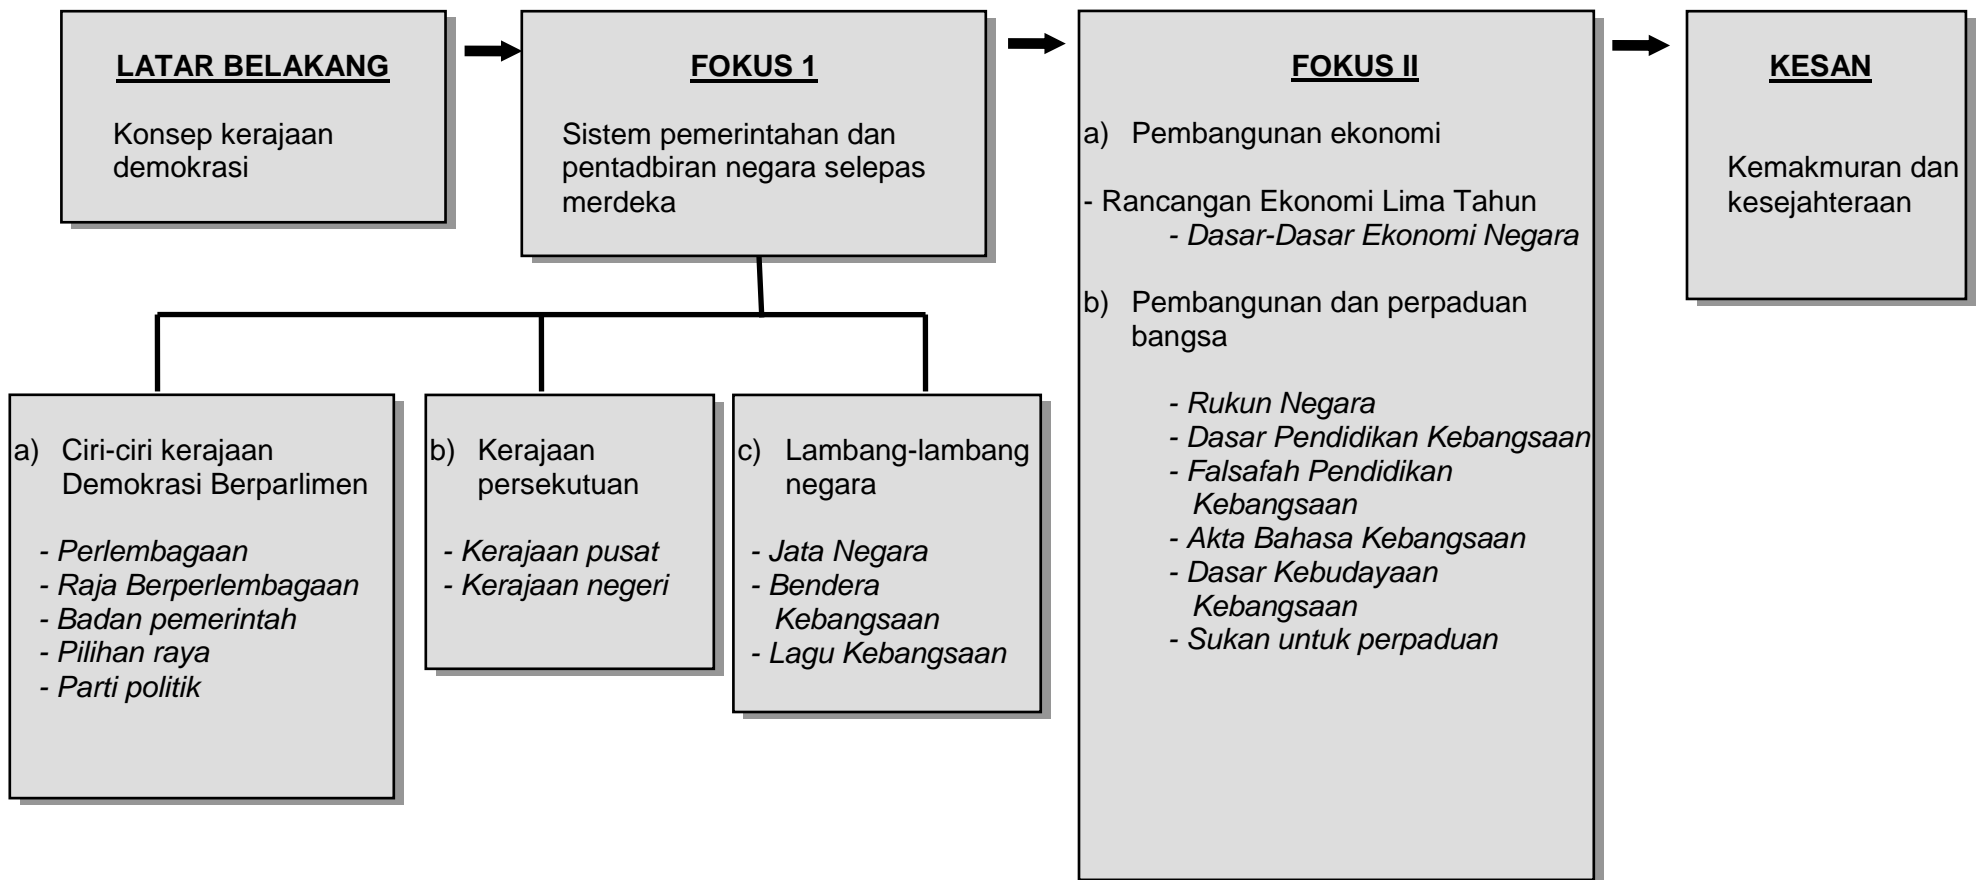 LATAR BELAKANG
Konsep kerajaan
demokrasi
FOKUS 1
Sistem pemerintahan dan
pentadbiran negara selepas
merdeka
a) Ciri-ciri kerajaan
Demokrasi Berparlimen
- Perlembagaan
- Raja Berperlembagaan
- Badan pemerintah
- Pilihan raya
- Parti politik
b) Kerajaan
persekutuan
- Kerajaan pusat
- Kerajaan negeri
c) Lambang-lambang
negara
- Jata Negara
- Bendera
Kebangsaan
- Lagu Kebangsaan
FOKUS II
a) Pembangunan ekonomi
- Rancangan Ekonomi Lima Tahun
- Dasar-Dasar Ekonomi Negara
b) Pembangunan dan perpaduan
bangsa
- Rukun Negara
- Dasar Pendidikan Kebangsaan
- Falsafah Pendidikan
Kebangsaan
- Akta Bahasa Kebangsaan
- Dasar Kebudayaan
Kebangsaan
- Sukan untuk perpaduan
KESAN
Kemakmuran dan
kesejahteraan